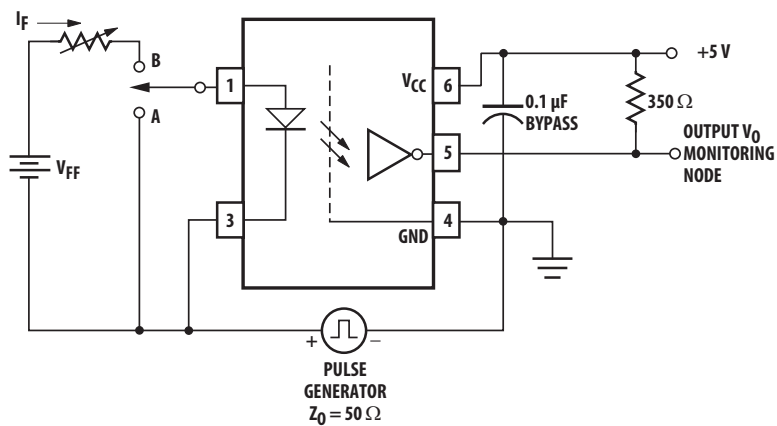 I_F
B
A
V_FF
1
3
V_CC
6
5
4
GND
0.1 µF
BYPASS
+5 V
350 Ω
OUTPUT V_O
MONITORING
NODE
+
−
PULSE
GENERATOR
Z_O = 50 Ω